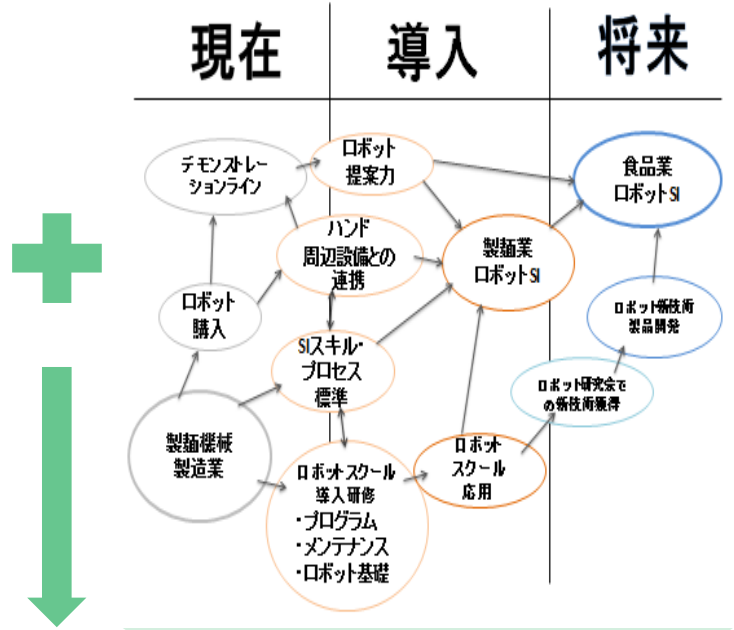 現在
導入
将来
デモンストレー
ションライン
ロボット
提案力
食品業
ロボットSI
ハンド
周辺設備との
連携
製麺業
ロボットSI
ロボット
購入
ロボット新技術
製品開発
SIスキル・
プロセス
標準
ロボット研究会で
の新技術獲得
製麺機械
製造業
ロボットスクール
導入研修
・プログラム
・メンテナンス
・ロボット基礎
ロボット
スクール
応用